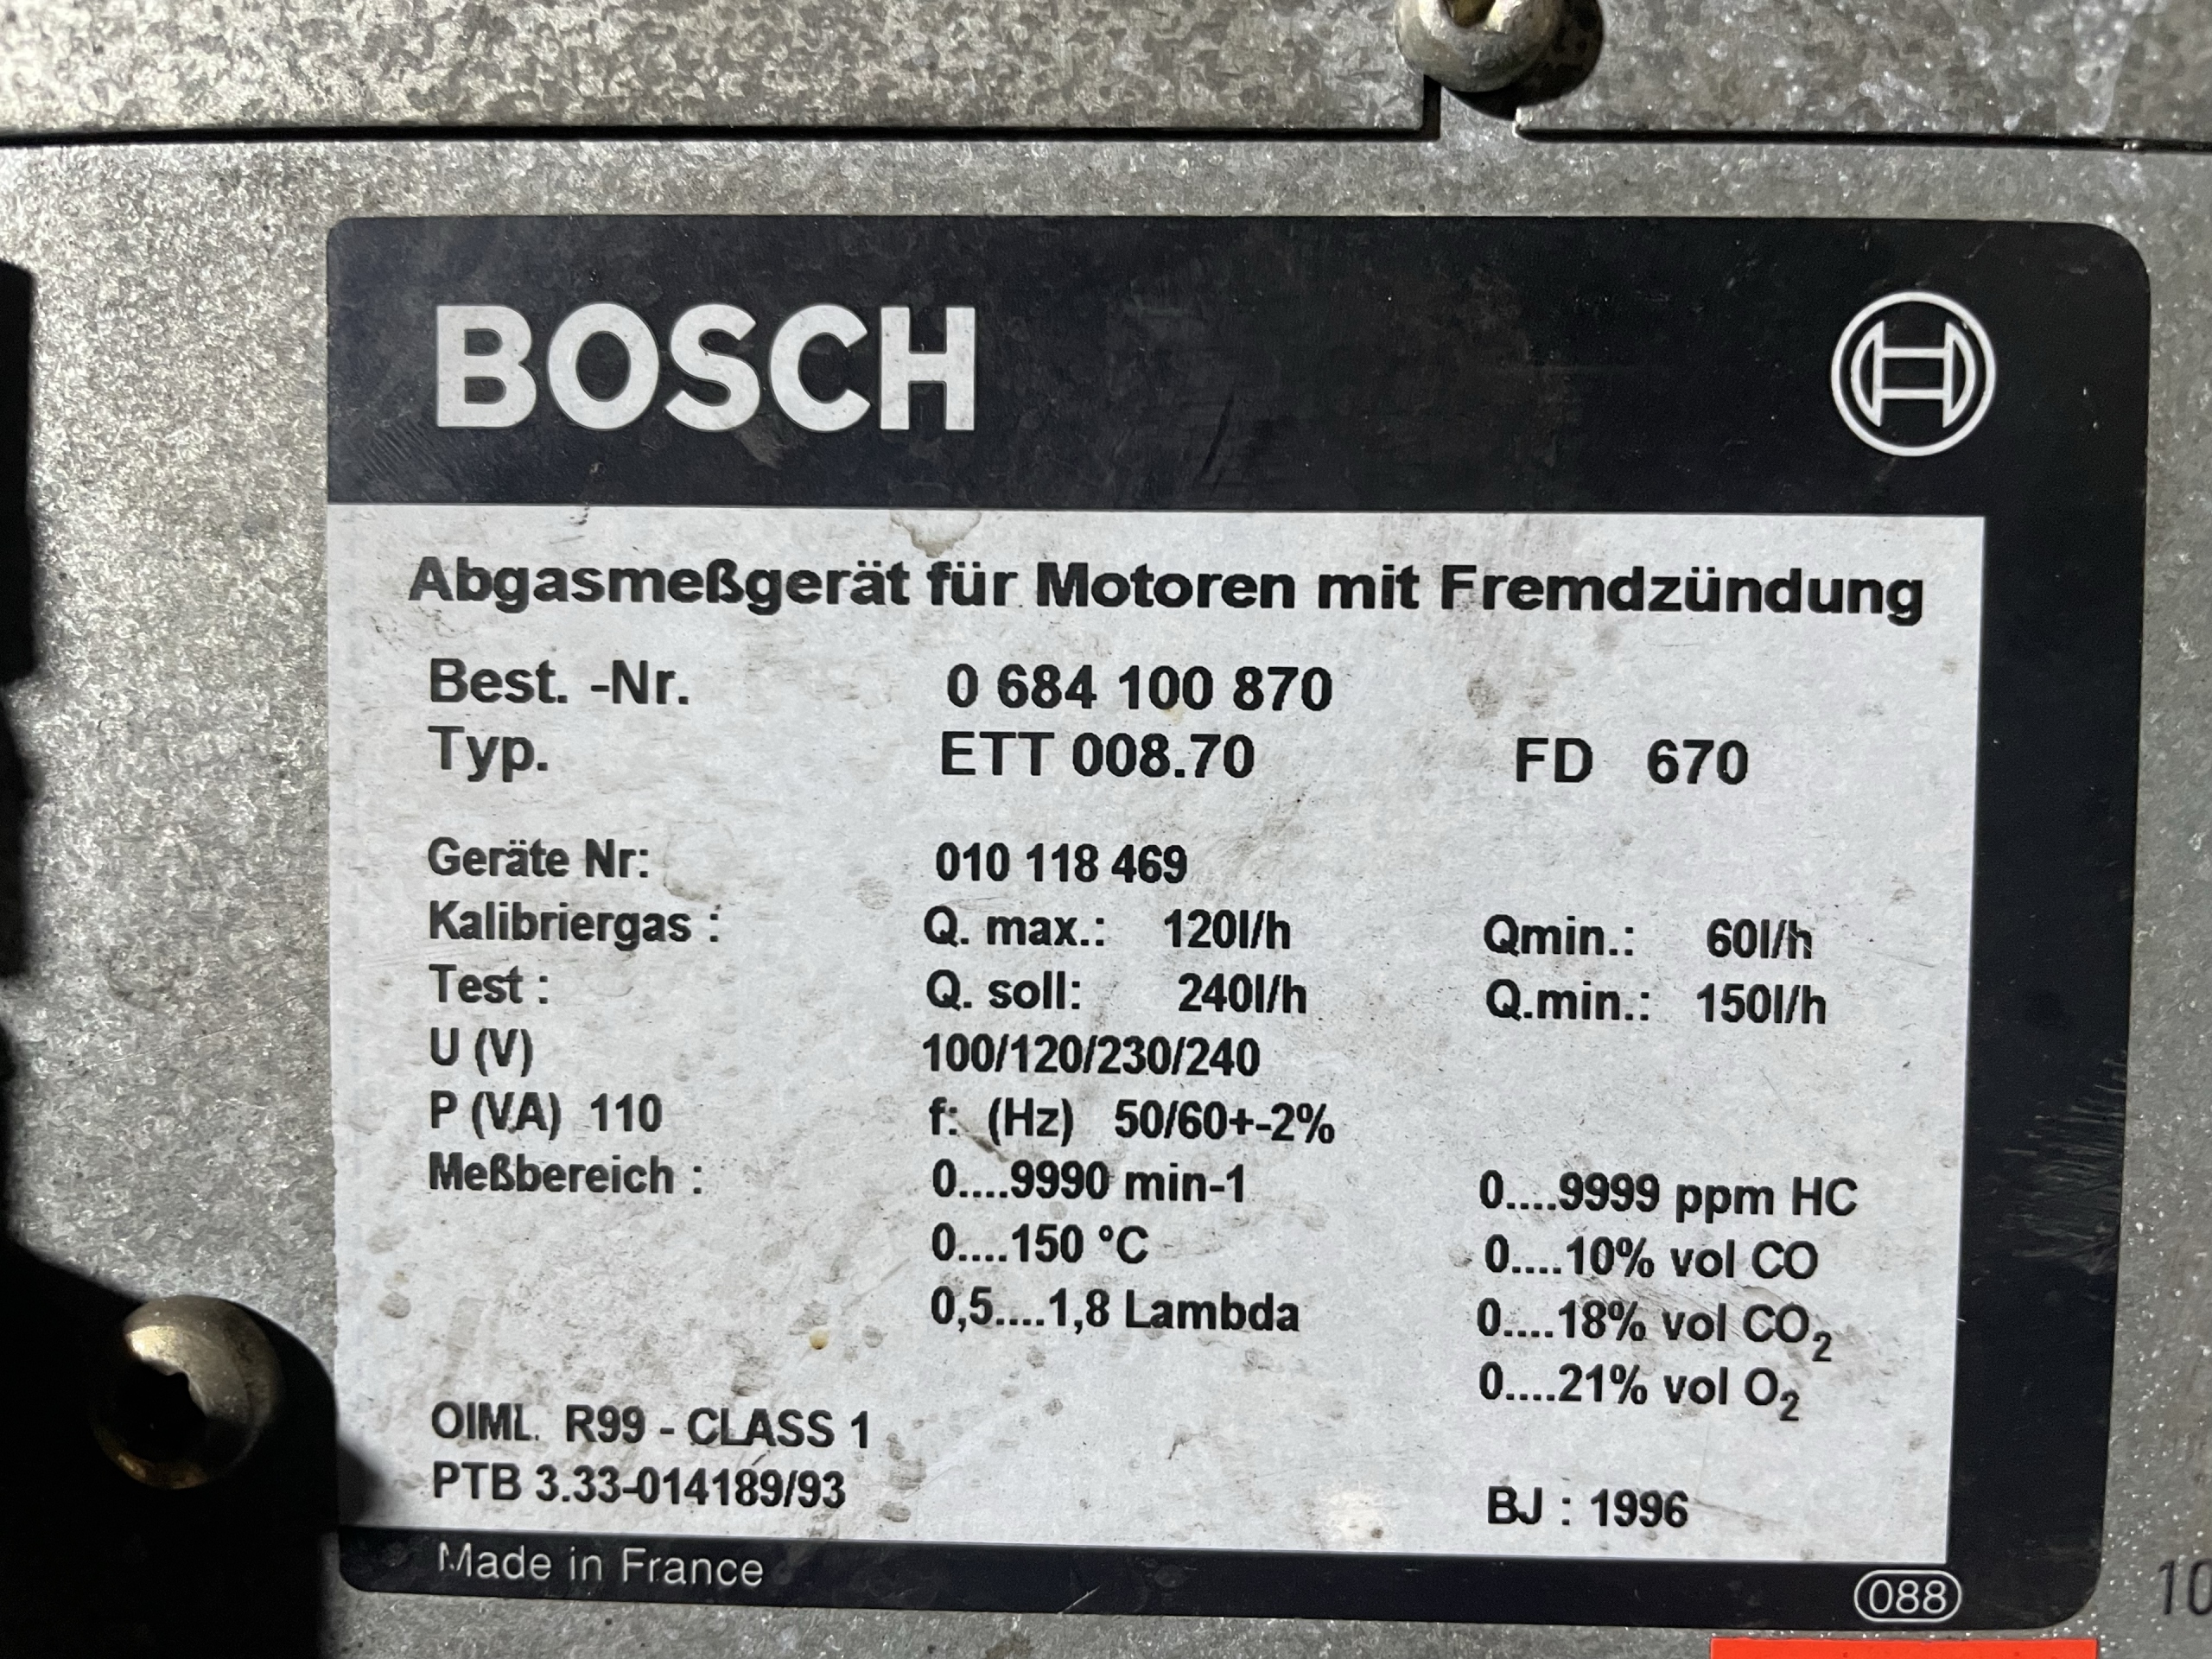 BOSCH
Abgasmeßgerät für Motoren mit Fremdzündung
Best. -Nr. 0 684 100 870
Typ. ETT 008.70 FD 670
Geräte Nr: 010 118 469
Kalibriergas : Q. max.: 120l/h Qmin.: 60l/h
Test : Q. soll: 240l/h Q.min.: 150l/h
U (V) 100/120/230/240
P (VA) 110 f: (Hz) 50/60+-2%
Meßbereich : 0....9990 min-1 0....9999 ppm HC
0....150 °C 0....10% vol CO
0,5....1,8 Lambda 0....18% vol CO₂
0....21% vol O₂
OIML R99 - CLASS 1
PTB 3.33-014189/93 BJ : 1996
Made in France 088